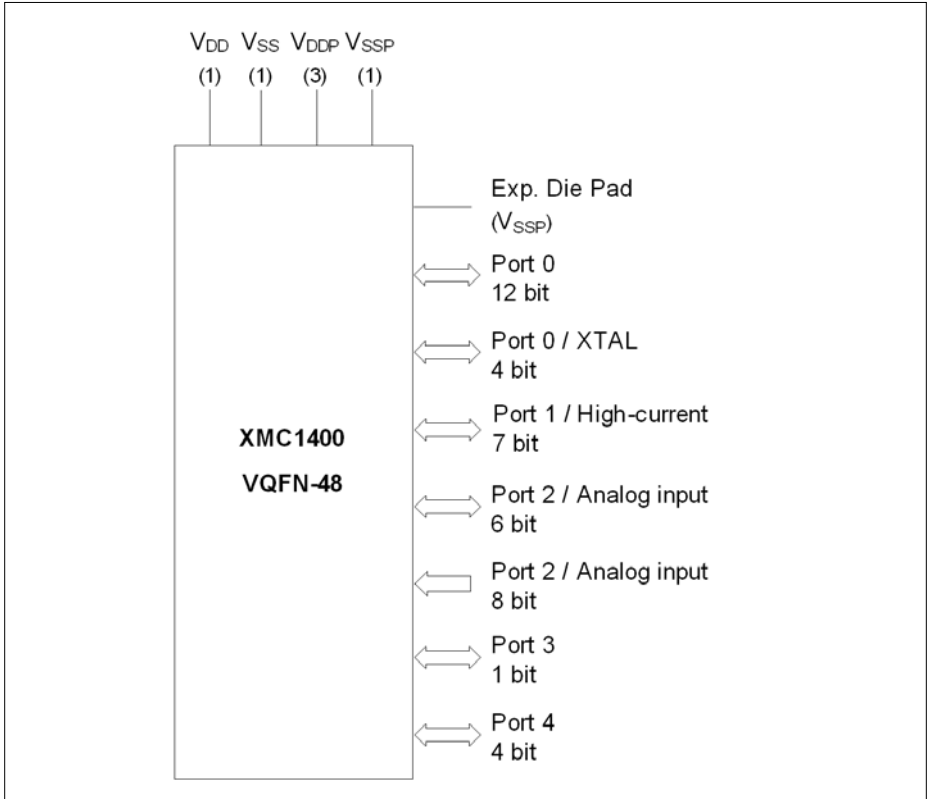 VDD VSS VDDP VSSP
(1) (1) (3) (1)
Exp. Die Pad
(VSSP)
Port 0
12 bit
Port 0 / XTAL
4 bit
Port 1 / High-current
7 bit
XMC1400
VQFN-48
Port 2 / Analog input
6 bit
Port 2 / Analog input
8 bit
Port 3
1 bit
Port 4
4 bit